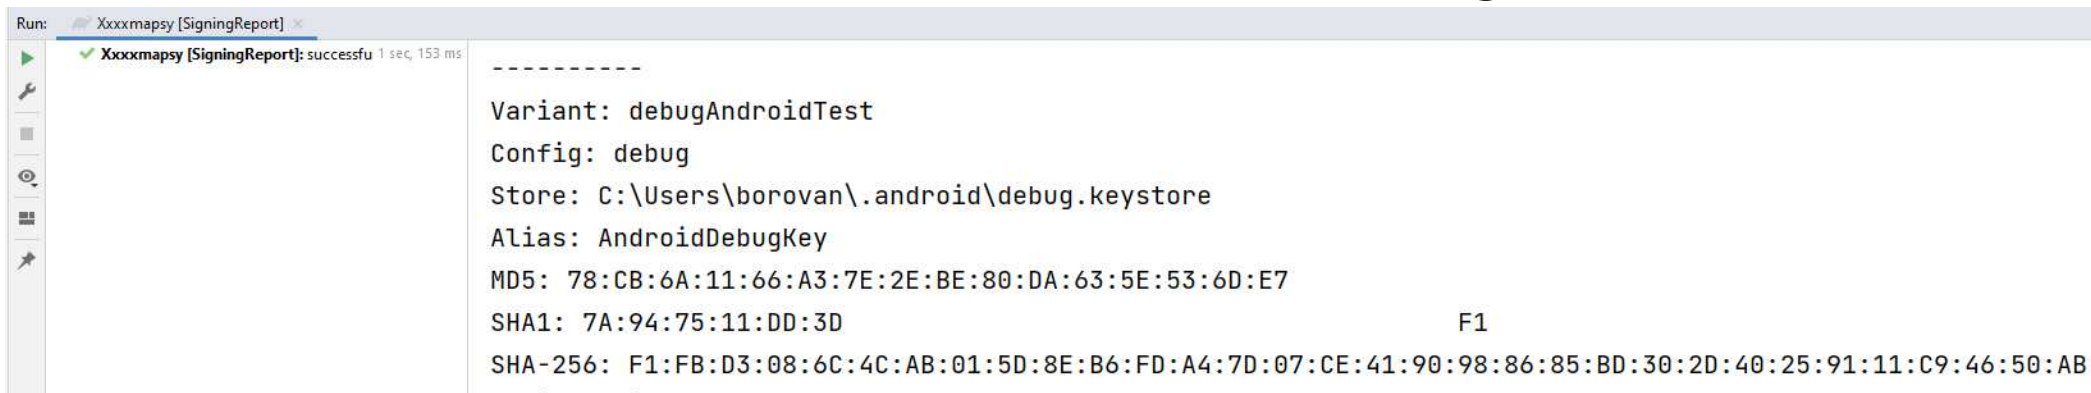 Run: Xxxxmapsy [SigningReport]
Xxxxmapsy [SigningReport]: successfu 1 sec, 153 ms
----------
Variant: debugAndroidTest
Config: debug
Store: C:\Users\borovan\.android\debug.keystore
Alias: AndroidDebugKey
MD5: 78:CB:6A:11:66:A3:7E:2E:BE:80:DA:63:5E:53:6D:E7
SHA1: 7A:94:75:11:DD:3D F1
SHA-256: F1:FB:D3:08:6C:4C:AB:01:5D:8E:B6:FD:A4:7D:07:CE:41:90:98:86:85:BD:30:2D:40:25:91:11:C9:46:50:AB